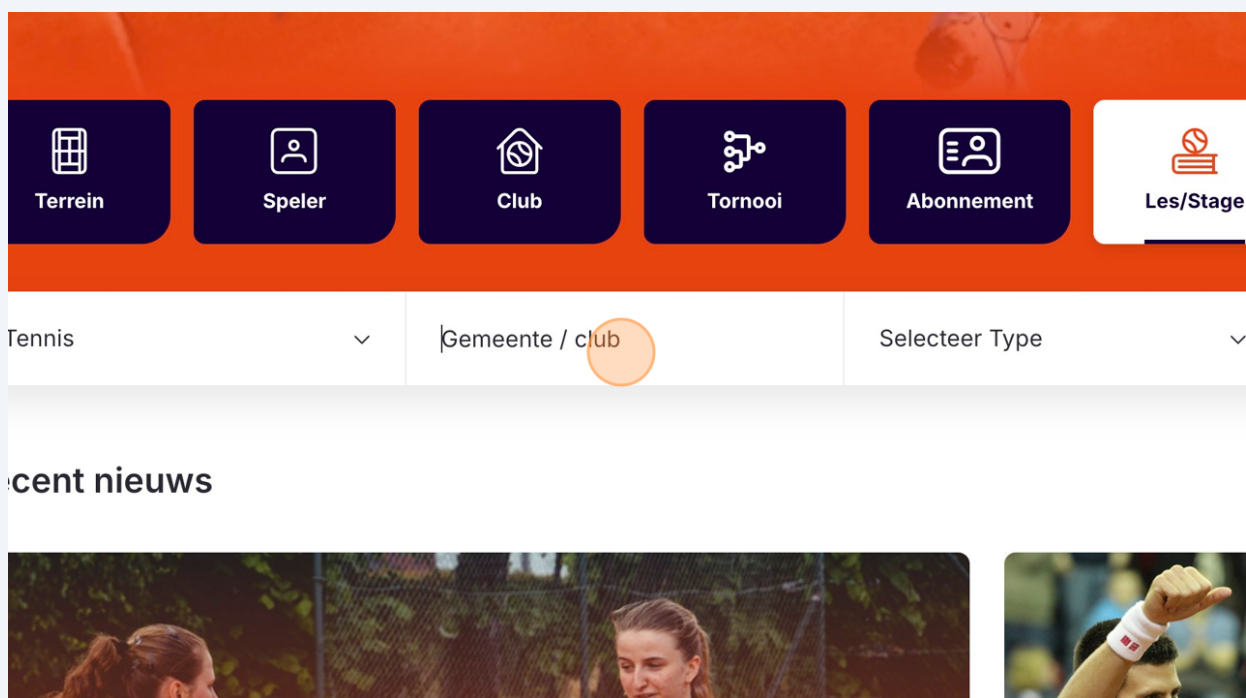 Terrein
Speler
Club
Tornooi
Abonnement
Les/Stage
Tennis
Gemeente / club
Selecteer Type
ecent nieuws